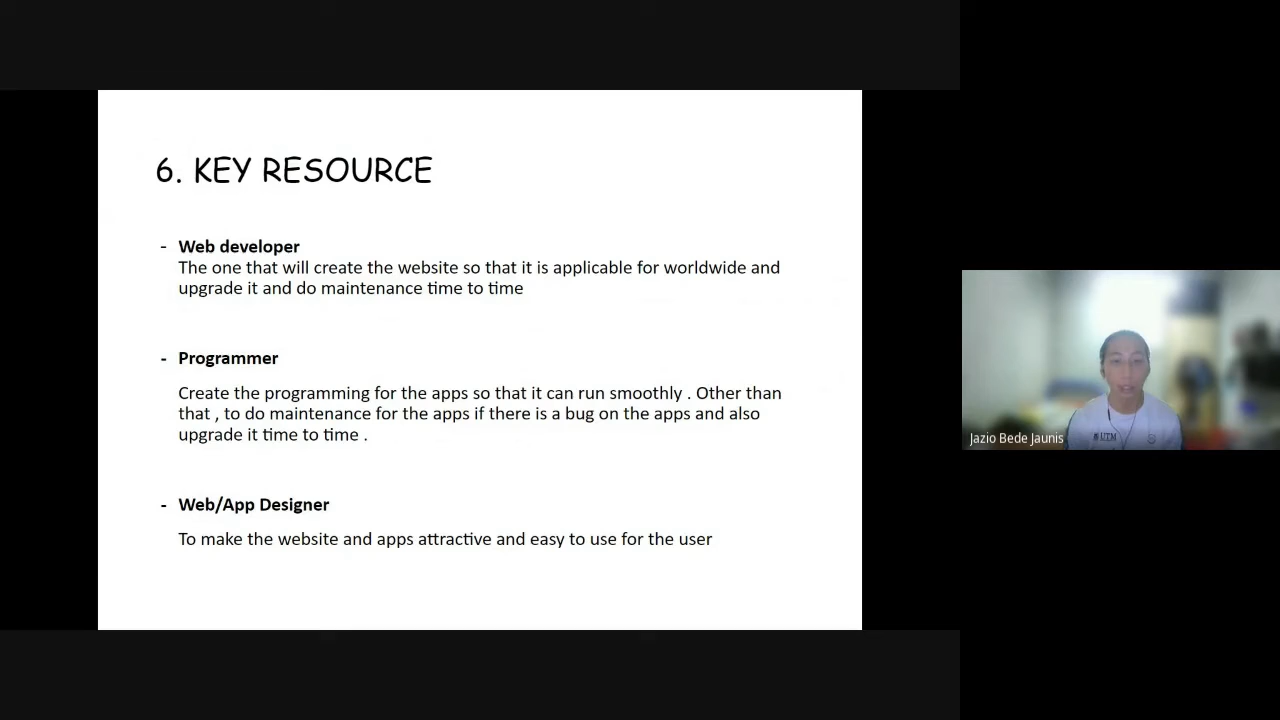 6. KEY RESOURCE
- Web developer
The one that will create the website so that it is applicable for worldwide and
upgrade it and do maintenance time to time
- Programmer
Create the programming for the apps so that it can run smoothly . Other than
that , to do maintenance for the apps if there is a bug on the apps and also
upgrade it time to time .
- Web/App Designer
To make the website and apps attractive and easy to use for the user
Jazio Bede Jaunis
UTEM